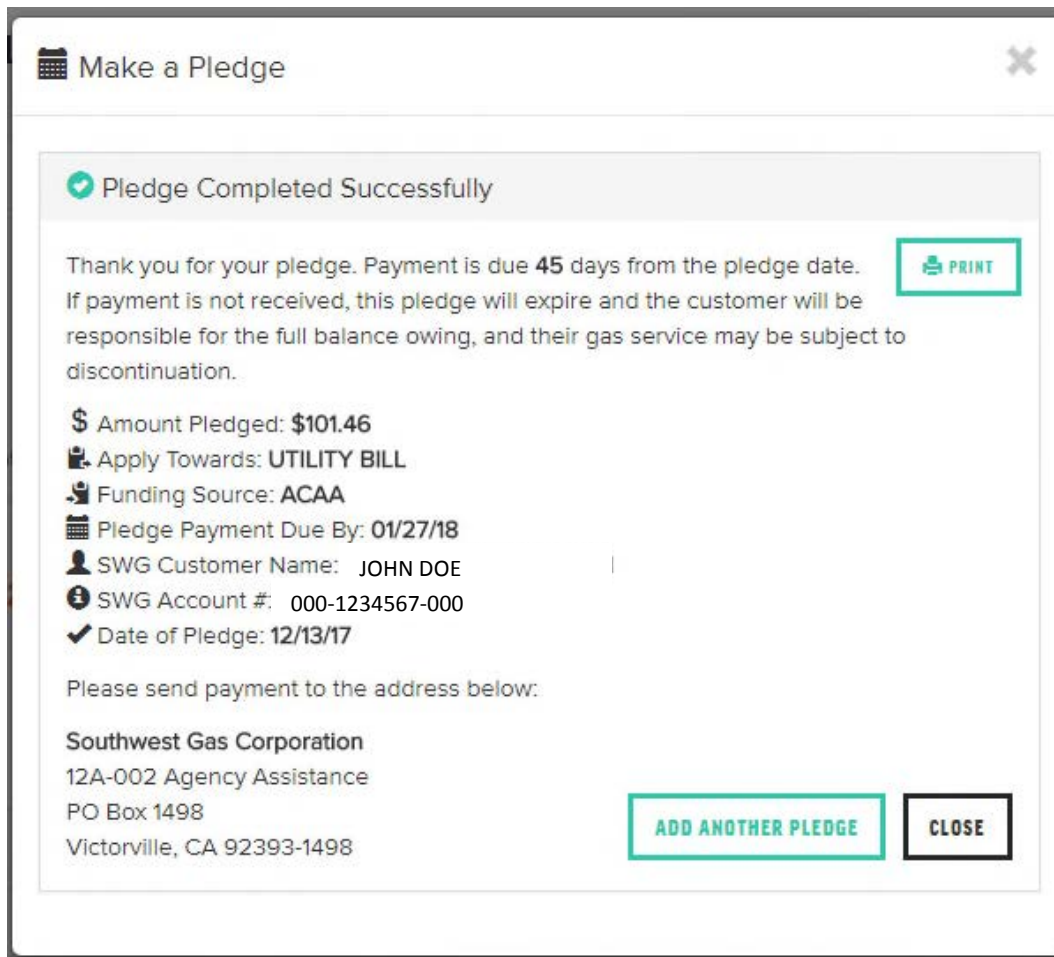 Make a Pledge
Pledge Completed Successfully
Thank you for your pledge. Payment is due 45 days from the pledge date.
PRINT
If payment is not received, this pledge will expire and the customer will be
responsible for the full balance owing, and their gas service may be subject to
discontinuation.
$ Amount Pledged: $101.46
Apply Towards: UTILITY BILL
Funding Source: ACAA
Pledge Payment Due By: 01/27/18
SWG Customer Name: JOHN DOE
SWG Account #: 000-1234567-000
Date of Pledge: 12/13/17
Please send payment to the address below:
Southwest Gas Corporation
12A-002 Agency Assistance
PO Box 1498
Victorville, CA 92393-1498
ADD ANOTHER PLEDGE
CLOSE